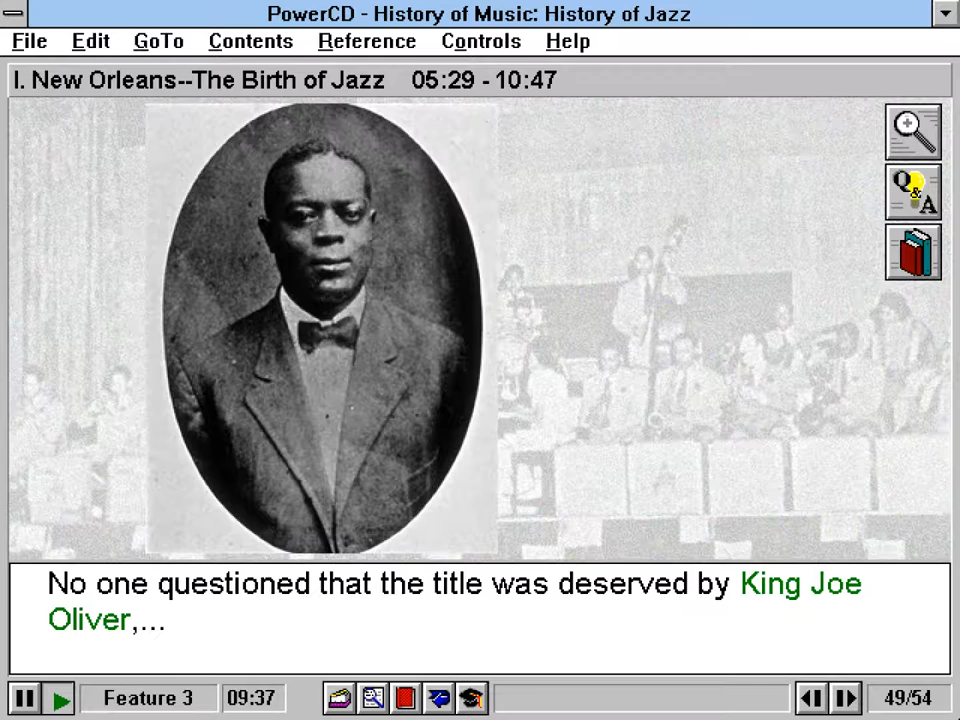 PowerCD - History of Music: History of Jazz
File Edit GoTo Contents Reference Controls Help
I. New Orleans--The Birth of Jazz 05:29 - 10:47
Q & A
No one questioned that the title was deserved by King Joe
Oliver,...
Feature 3 09:37 49/54